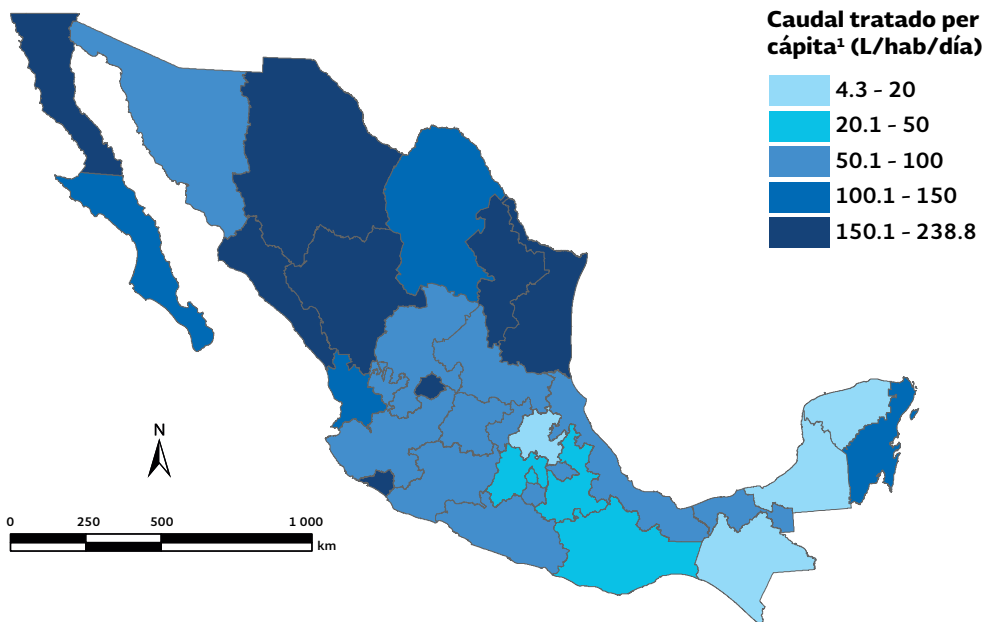 Caudal tratado per
cápita¹ (L/hab/día)
4.3 - 20
20.1 - 50
50.1 - 100
100.1 - 150
150.1 - 238.8
N
0 250 500 1 000
km